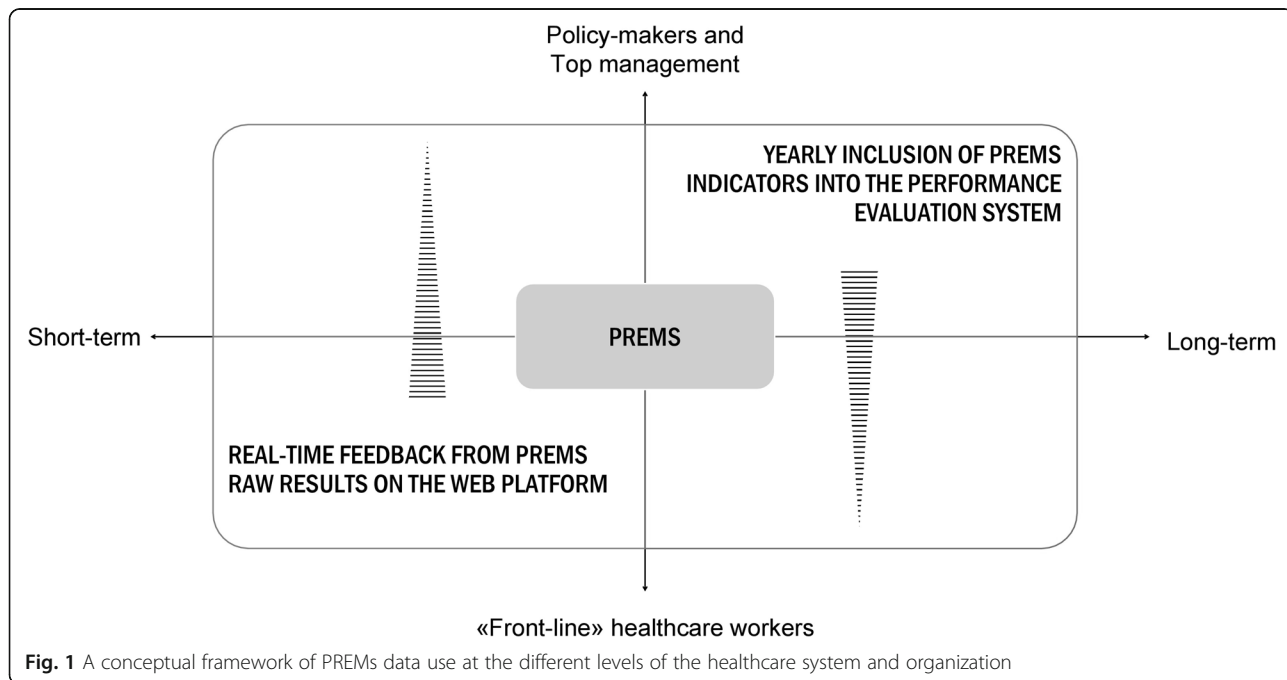 Policy-makers and
Top management
YEARLY INCLUSION OF PREMS
INDICATORS INTO THE PERFORMANCE
EVALUATION SYSTEM
Short-term
PREMS
Long-term
REAL-TIME FEEDBACK FROM PREMS
RAW RESULTS ON THE WEB PLATFORM
«Front-line» healthcare workers
Fig. 1 A conceptual framework of PREMs data use at the different levels of the healthcare system and organization